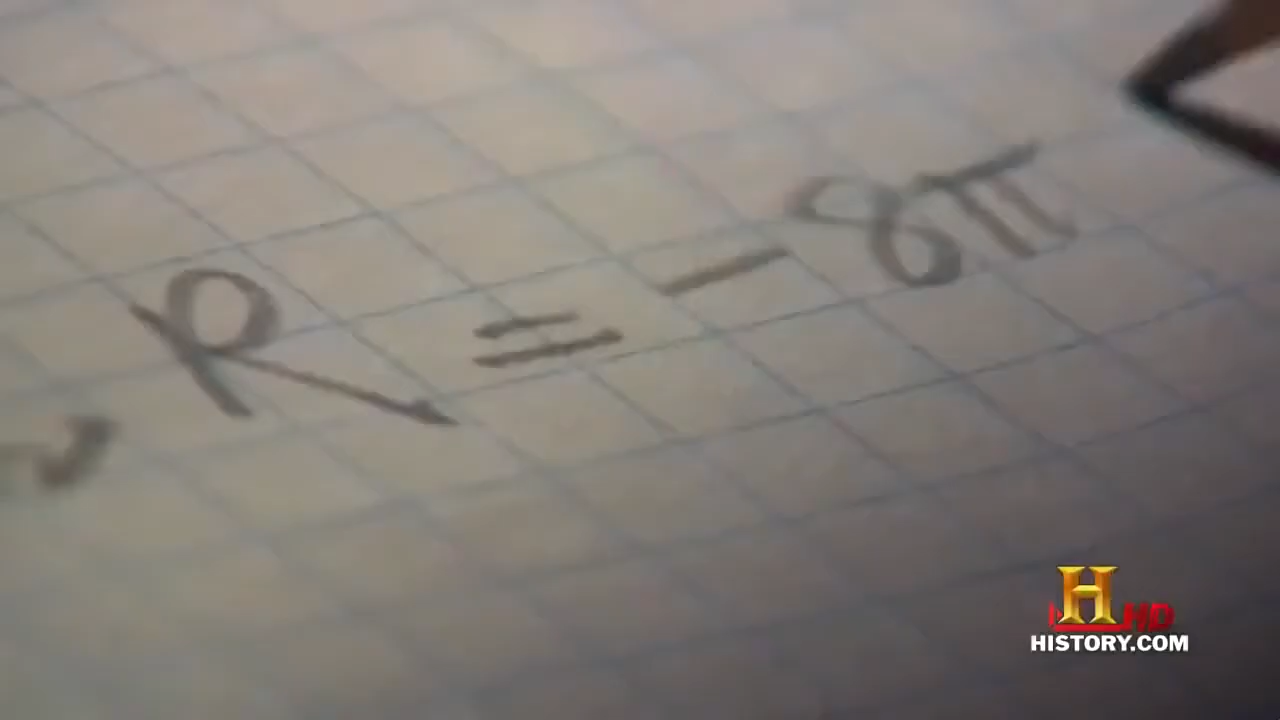 R = -8π
H HD
HISTORY.COM